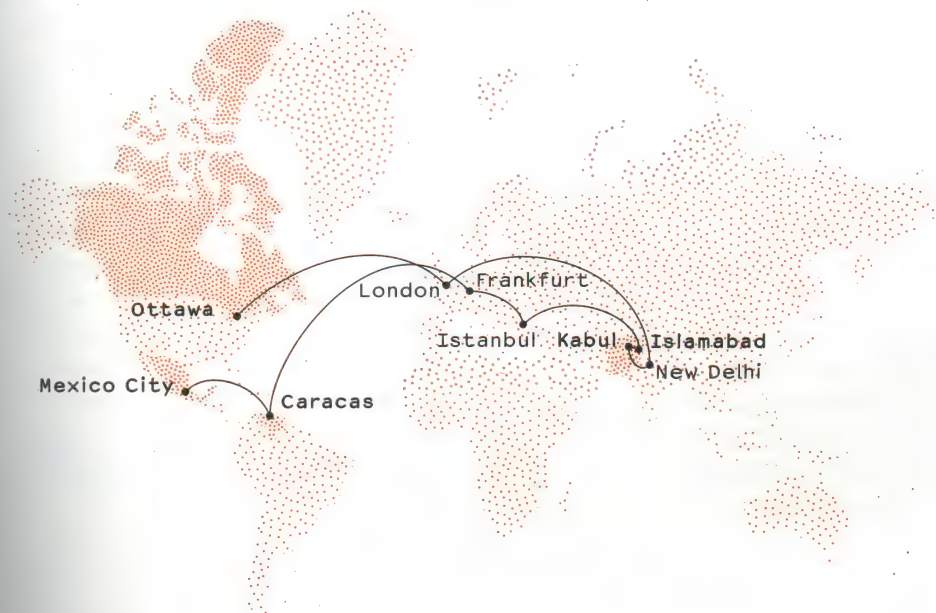 Frankfurt
London
Ottawa
Istanbul
Kabul
Islamabad
New Delhi
Mexico City
Caracas